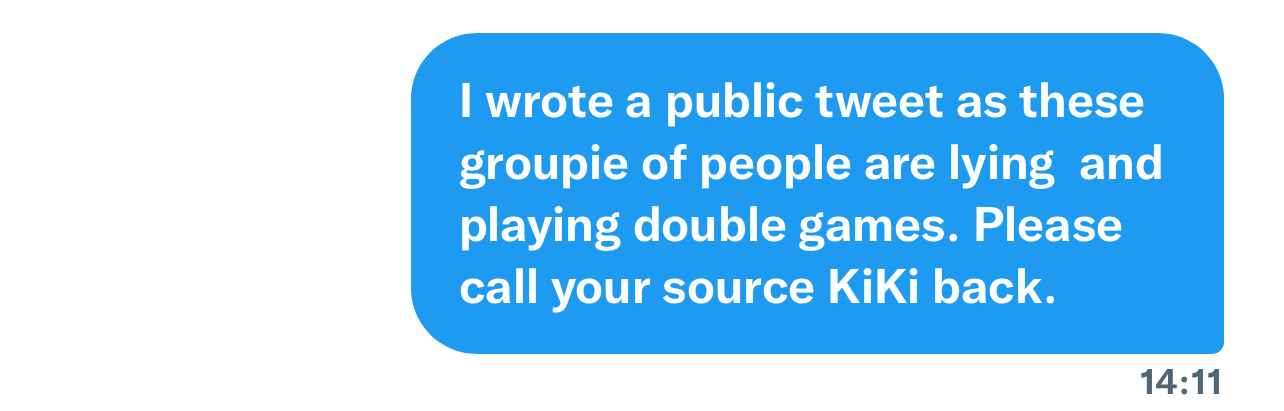 I wrote a public tweet as these
groupie of people are lying  and
playing double games. Please
call your source KiKi back.
14:11